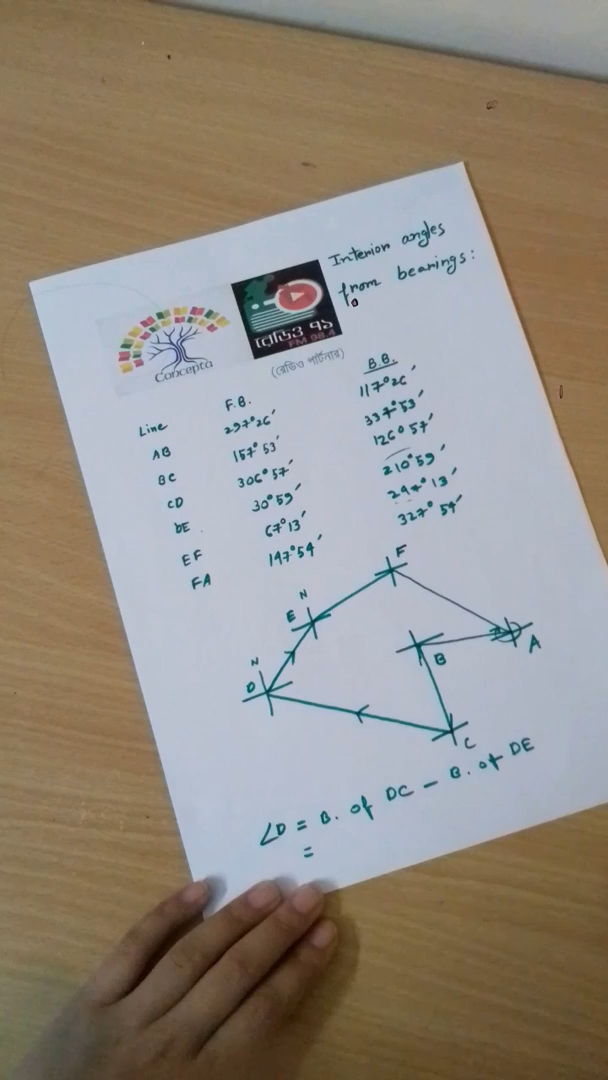 Interior angles
from bearings:
Concepta
রেডিও ৭১
FM 98.4
(রেডিও পার্টনার)
Line F.B. B.B.
AB 297°26′ 117°26′
BC 157°53′ 337°53′
CD 306°57′ 126°57′
DE 30°59′ 210°59′
EF 67°13′ 247°13′
FA 147°54′ 327°54′
F
N
E
N
D
B
A
C
∠D = B. of DC − B. of DE
=